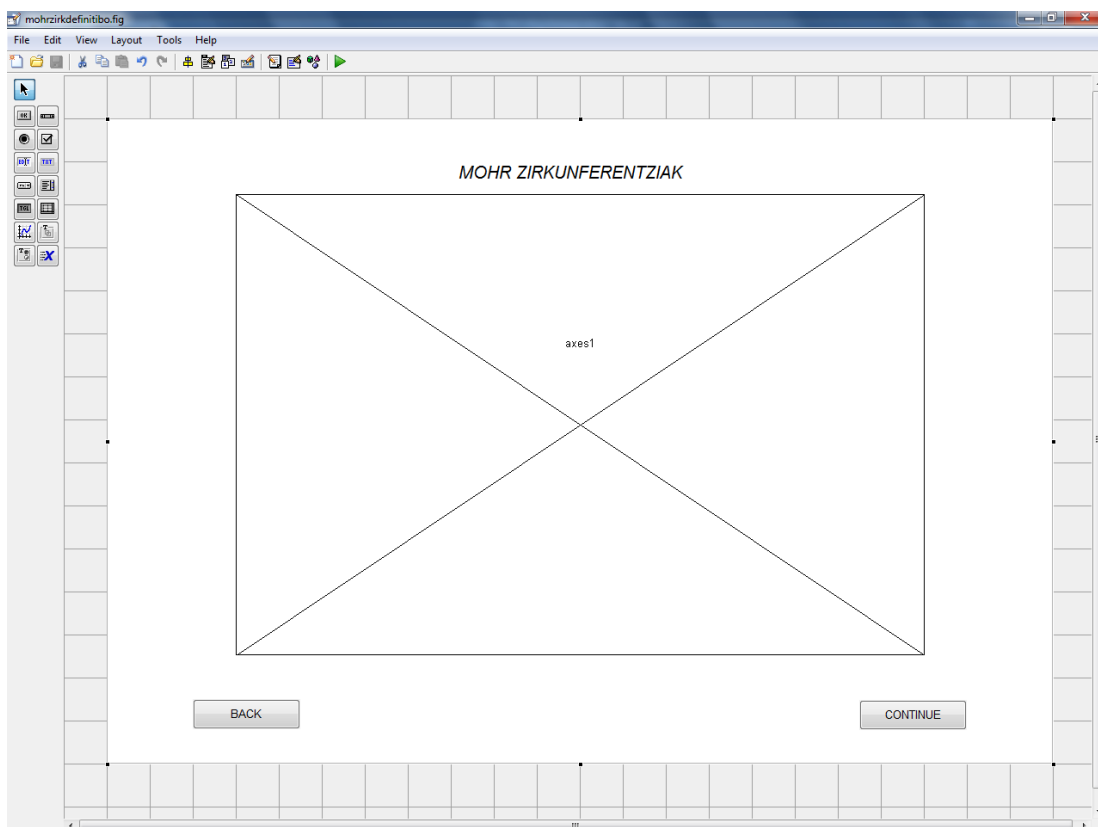 mohrzirkdefinitibo.fig
File Edit View Layout Tools Help
MOHR ZIRKUNFERENTZIAK
axes1
BACK
CONTINUE